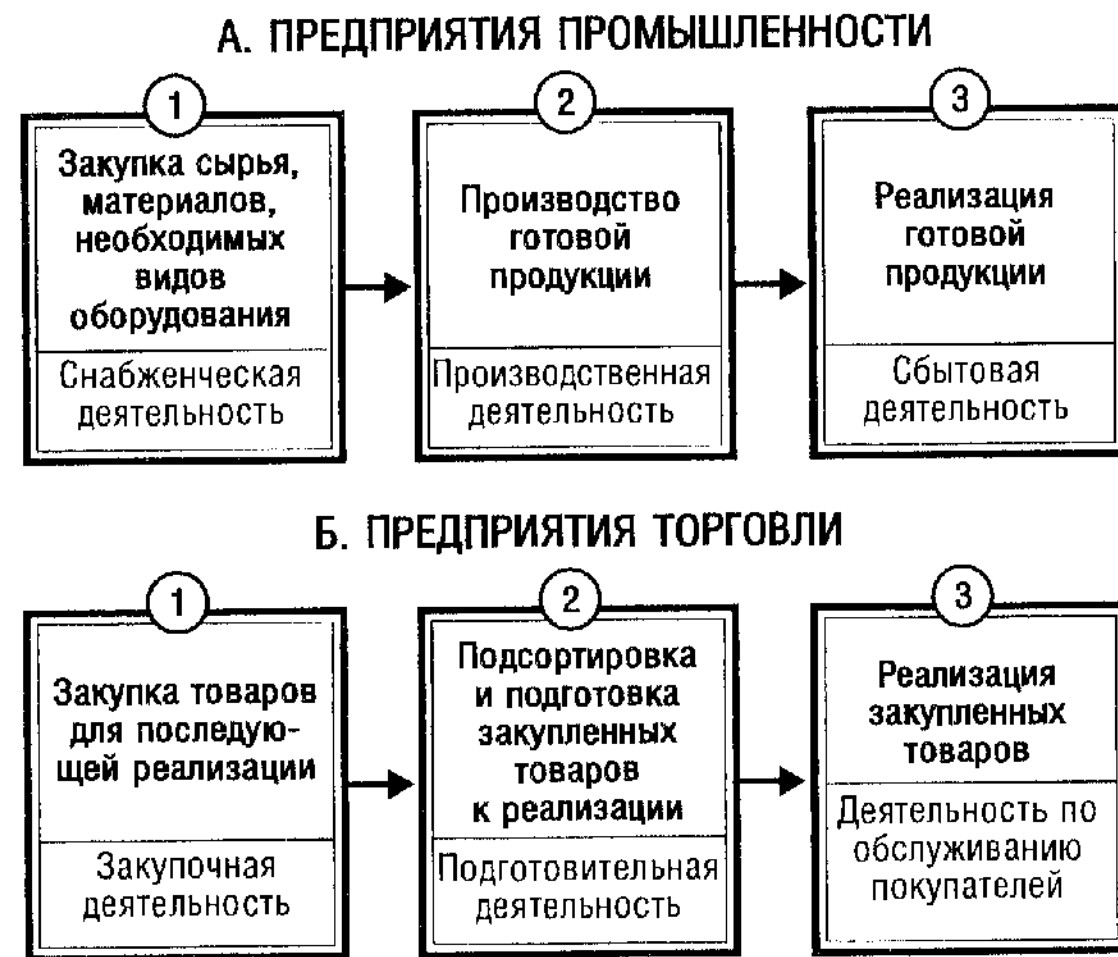 А. ПРЕДПРИЯТИЯ ПРОМЫШЛЕННОСТИ
1
Закупка сырья,
материалов,
необходимых
видов
оборудования
Снабженческая
деятельность
2
Производство
готовой
продукции
Производственная
деятельность
3
Реализация
готовой
продукции
Сбытовая
деятельность
Б. ПРЕДПРИЯТИЯ ТОРГОВЛИ
1
Закупка товаров
для последую-
щей реализации
Закупочная
деятельность
2
Подсортировка
и подготовка
закупленных
товаров
к реализации
Подготовительная
деятельность
3
Реализация
закупленных
товаров
Деятельность по
обслуживанию
покупателей